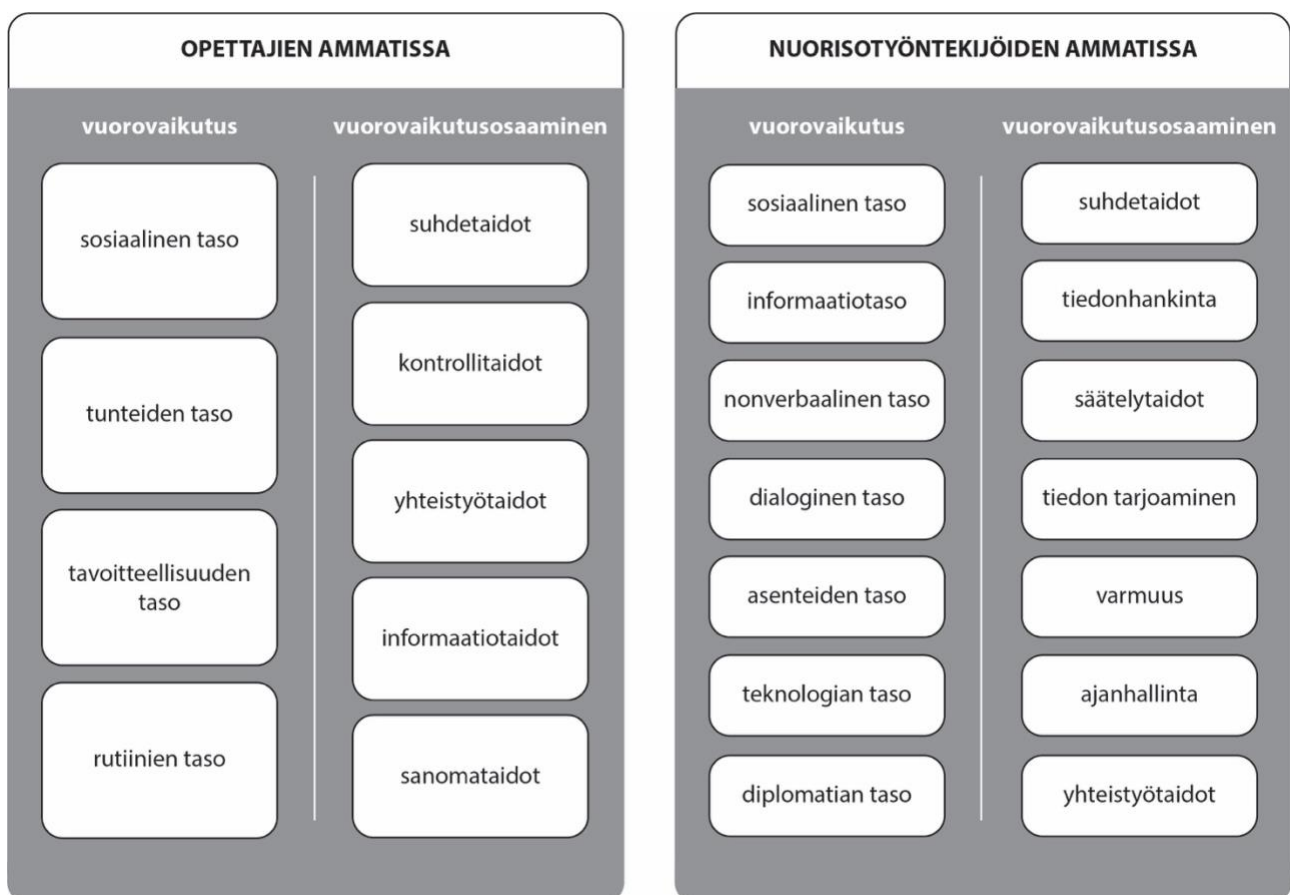 OPETTAJIEN AMMATISSA
vuorovaikutus
sosiaalinen taso
tunteiden taso
tavoitteellisuuden
taso
rutiinien taso
vuorovaikutusosaaminen
suhdetaidot
kontrollitaidot
yhteistyötaidot
informaatiotaidot
sanomataidot
NUORISOTYÖNTEKIJÖIDEN AMMATISSA
vuorovaikutus
sosiaalinen taso
informaatiotaso
nonverbaalinen taso
dialoginen taso
asenteiden taso
teknologian taso
diplomatian taso
vuorovaikutusosaaminen
suhdetaidot
tiedonhankinta
säätelytaidot
tiedon tarjoaminen
varmuus
ajanhallinta
yhteistyötaidot